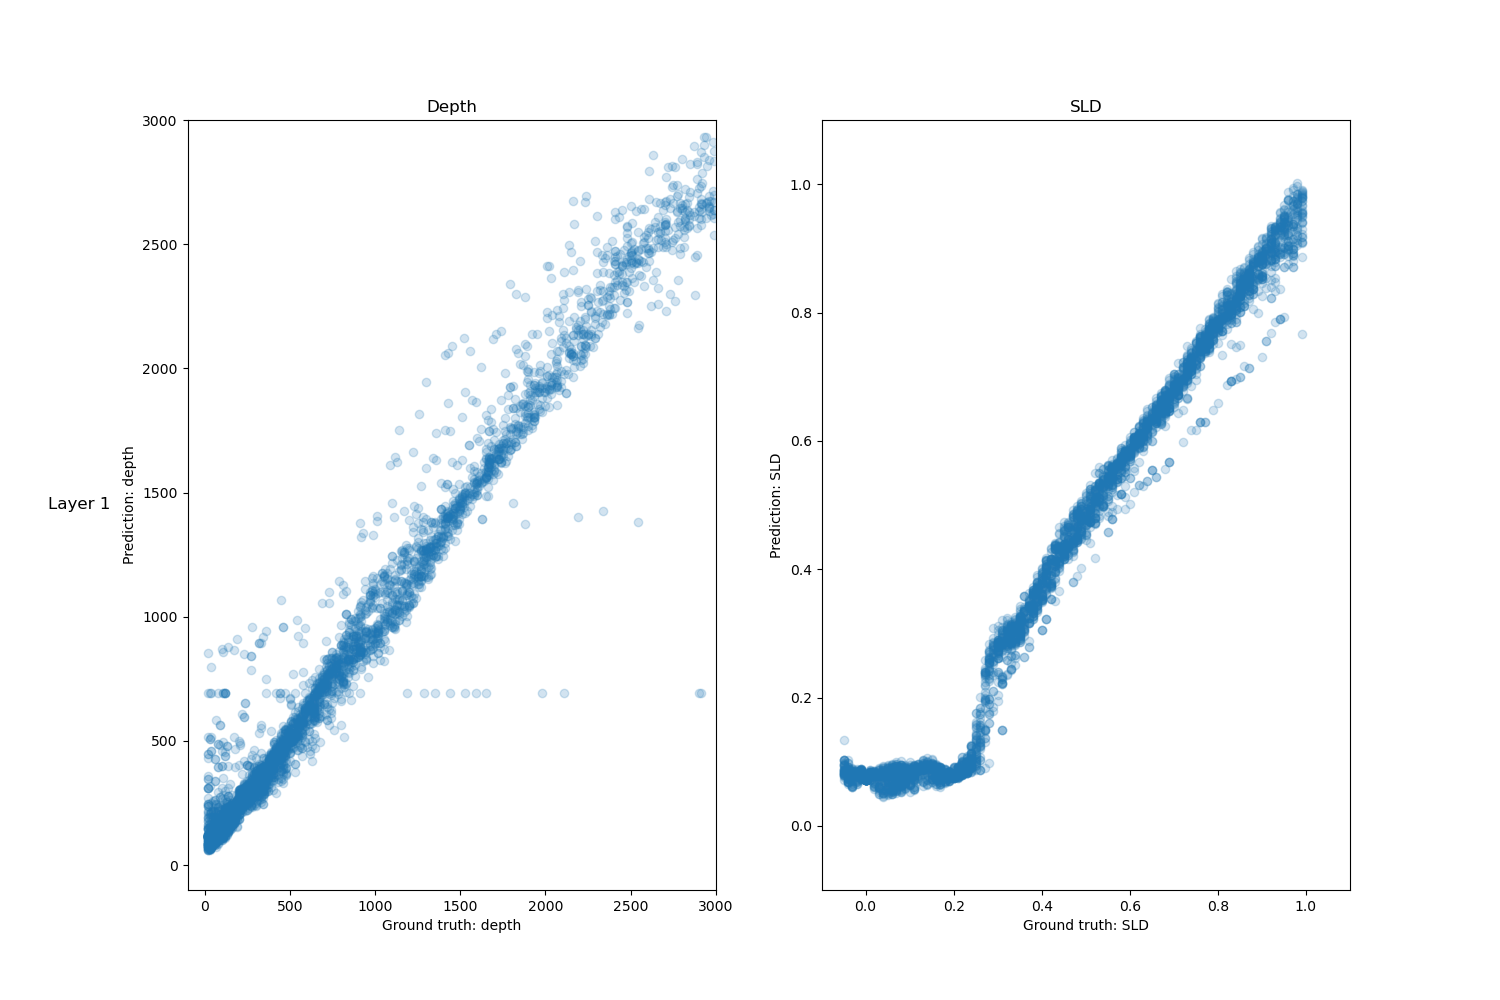 Depth
3000
2500
2000
1500
1000
500
0
Prediction: depth
Layer 1
0 500 1000 1500 2000 2500 3000
Ground truth: depth
SLD
1.0
0.8
0.6
0.4
0.2
0.0
Prediction: SLD
0.0 0.2 0.4 0.6 0.8 1.0
Ground truth: SLD